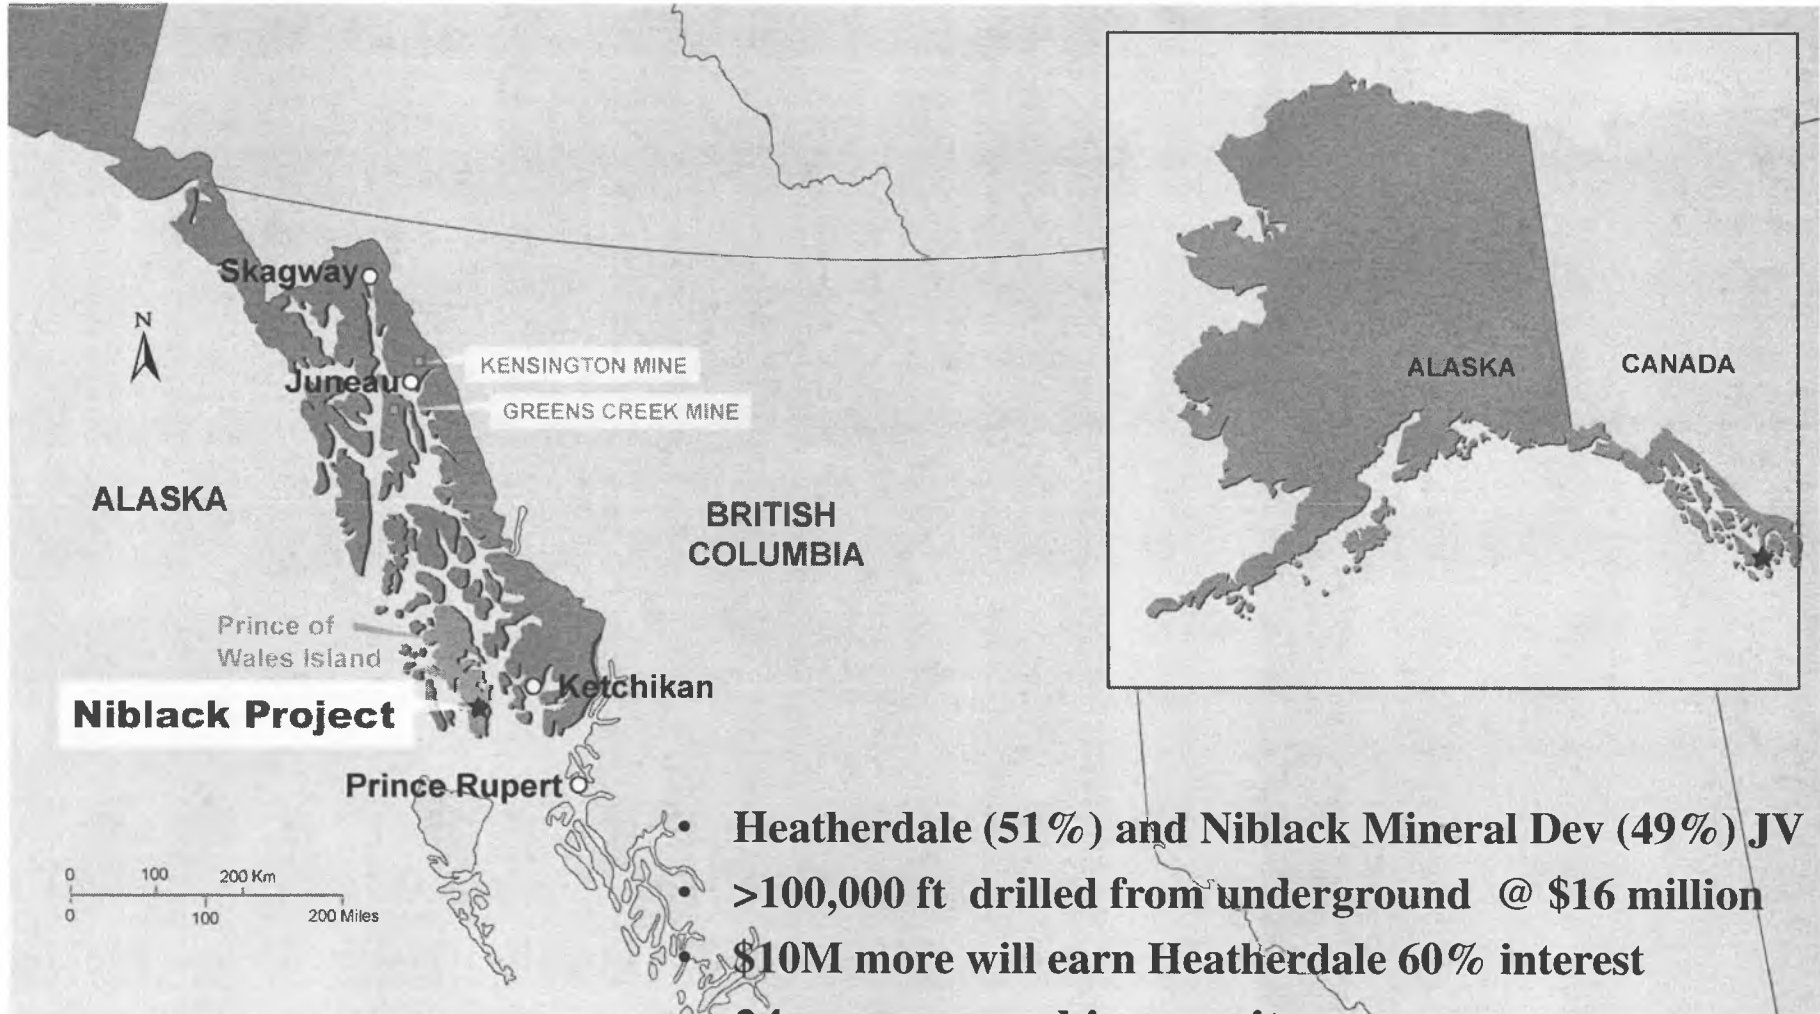 Skagway
N
KENSINGTON MINE
Juneau
GREENS CREEK MINE
ALASKA
BRITISH
COLUMBIA
Prince of
Wales Island
Ketchikan
Niblack Project
Prince Rupert
0 100 200 Km
0 100 200 Miles
ALASKA
CANADA
• Heatherdale (51%) and Niblack Mineral Dev (49%) JV
• >100,000 ft drilled from underground @ $16 million
• $10M more will earn Heatherdale 60% interest